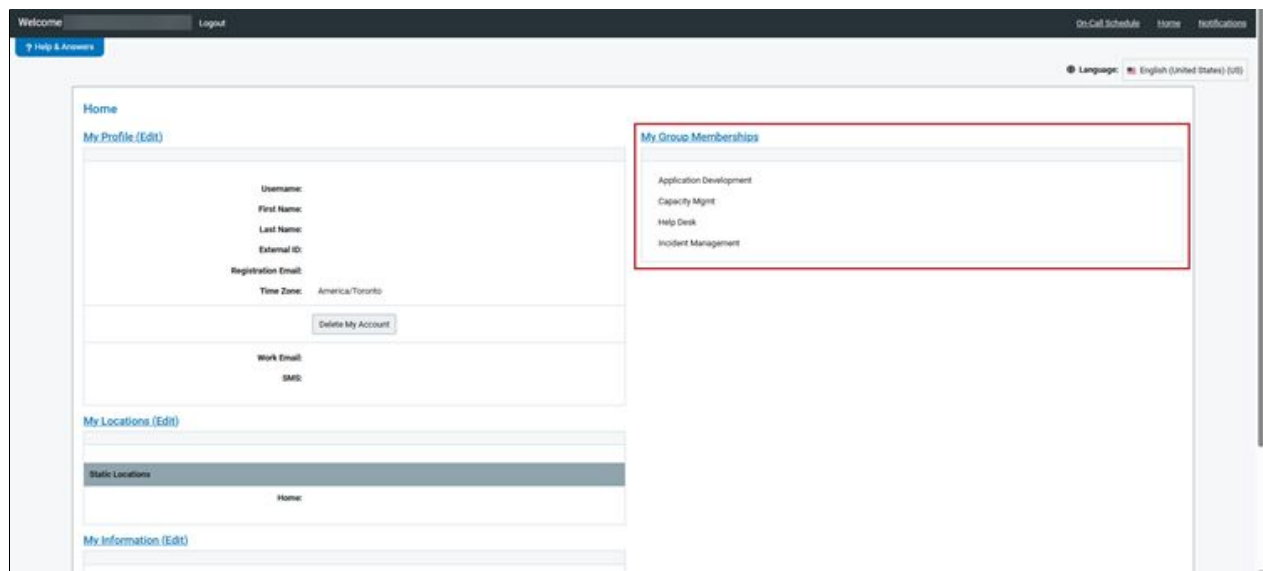 Welcome
Logout
On-Call Schedule Home Notifications
? Help & Answers
Language: English (United States) (US)
Home
My Profile (Edit)
Username:
First Name:
Last Name:
External ID:
Registration Email:
Time Zone: America/Toronto
Delete My Account
Work Email:
SMS:
My Locations (Edit)
Static Locations
Home:
My Information (Edit)
My Group Memberships
Application Development
Capacity Mgmt
Help Desk
Incident Management